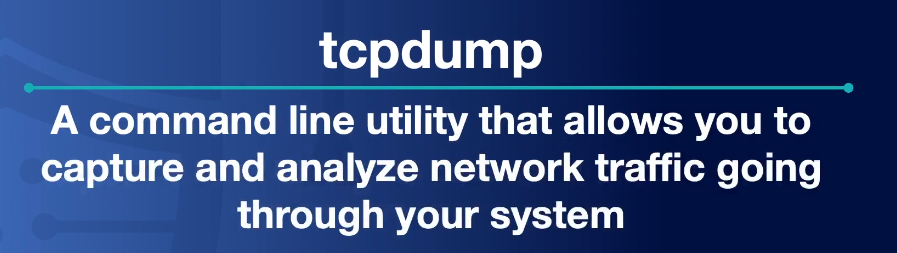 tcpdump
A command line utility that allows you to
capture and analyze network traffic going
through your system